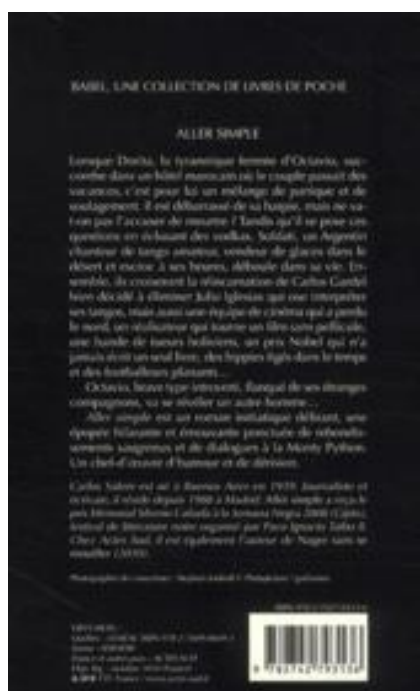 BABEL, UNE COLLECTION DE LIVRES DE POCHE
ALLER SIMPLE
Lorsque Dorita, la tyrannique femme d'Octavio, suc-
combe dans un hôtel marocain où le couple passait des
vacances, c'est pour lui un mélange de panique et de
soulagement. Il est débarrassé de sa harpie, mais ne va-
t-on pas l'accuser de meurtre ? Tandis qu'il se pose ces
questions en éclusant des vodkas, Soldati, un Argentin
chanteur de tango amateur, vendeur de glaces dans le
désert et escroc à ses heures, déboule dans sa vie. En-
semble, ils croiseront la réincarnation de Carlos Gardel
bien décidé à éliminer Julio Iglesias qui ose interpréter
ses tangos, mais aussi une équipe de cinéma qui a perdu
le nord, un réalisateur qui tourne un film sans pellicule,
une bande de tueurs boliviens, un prix Nobel qui n'a
jamais écrit un seul livre, des hippies figés dans le temps
et des footballeurs
Octavio, brave type introverti, flanqué de ses étranges
compagnons, va se révéler un autre homme...
Aller simple est un roman initiatique délirant, une
épopée hilarante et émouvante ponctuée de rebondis-
sements saugrenus et de dialogues à la Monty Python.
Un chef-d'œuvre d'humour et de dérision.
Carlos Salem est né à Buenos Aires en 1959. Journaliste et
écrivain, il réside depuis 1988 à Madrid. Aller simple a reçu le
prix Mémorial Silverio Cañada à la Semana Negra 2008 (Gijón),
festival de littérature noire organisé par Paco Ignacio Taibo II.
Chez Actes Sud, il est également l'auteur de Nager sans se
mouiller (2010).
Photographie de couverture :
9 782742 793136